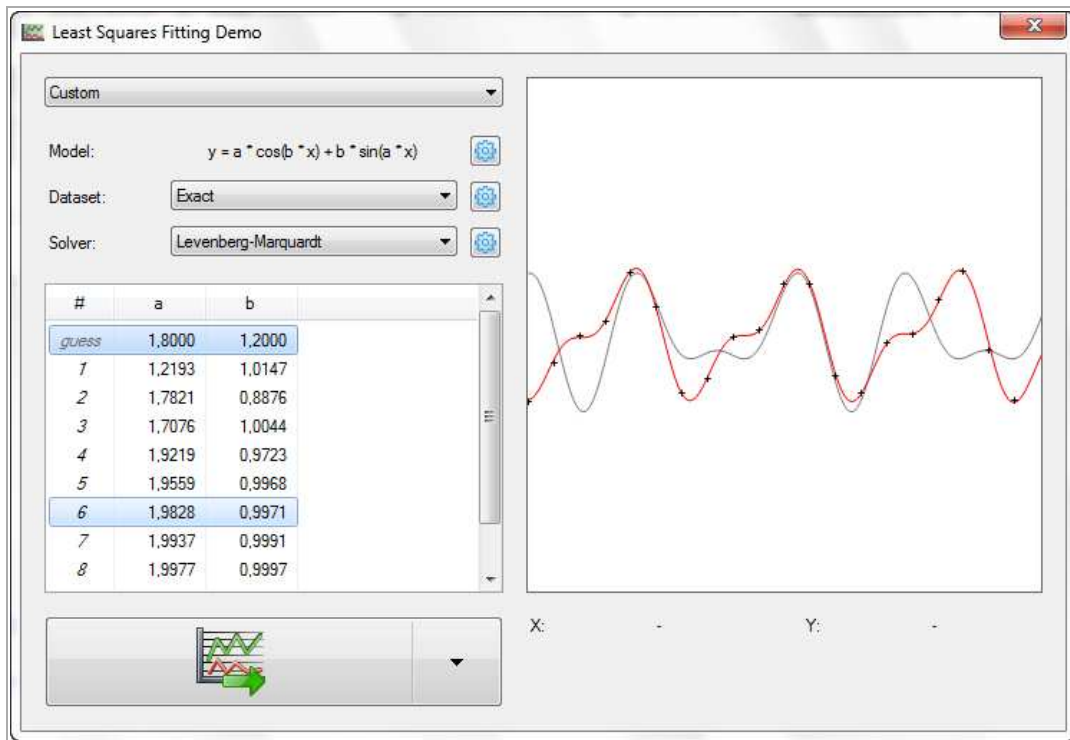 Least Squares Fitting Demo
Custom
Model: y = a * cos(b * x) + b * sin(a * x)
Dataset: Exact
Solver: Levenberg-Marquardt
# a b
guess 1,8000 1,2000
1 1,2193 1,0147
2 1,7821 0,8876
3 1,7076 1,0044
4 1,9219 0,9723
5 1,9559 0,9968
6 1,9828 0,9971
7 1,9937 0,9991
8 1,9977 0,9997
X: - Y: -